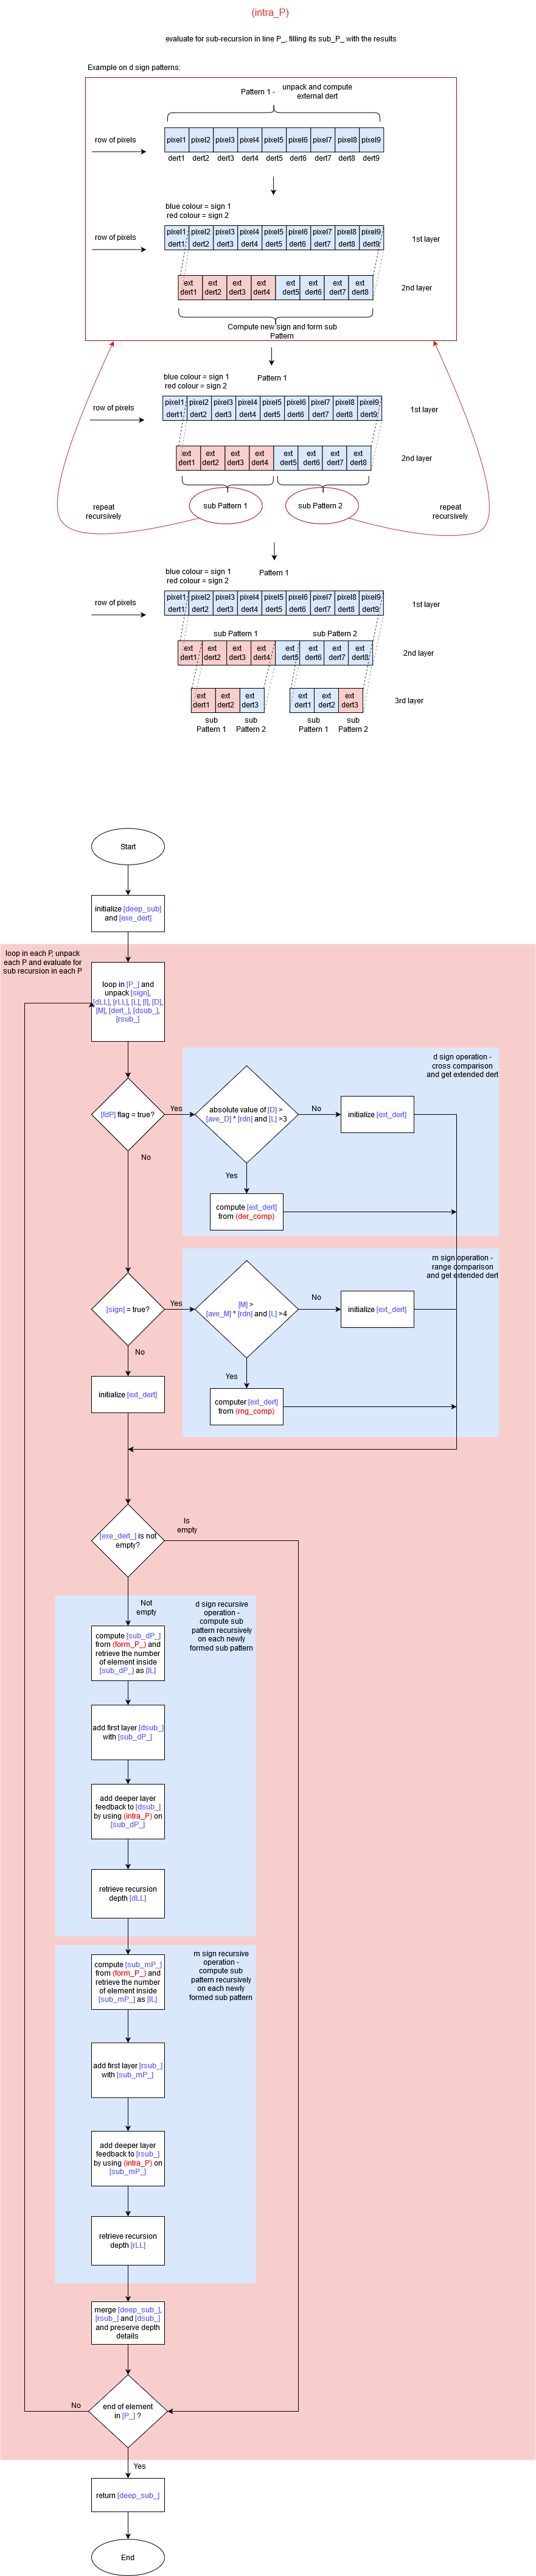 (intra_P)
evaluate for sub-recursion in line P_, filling its sub_P_ with the results
Example on d sign patterns:
Pattern 1 -
unpack and compute
external dert
row of pixels
pixel1 pixel2 pixel3 pixel4 pixel5 pixel6 pixel7 pixel8 pixel9
dert1 dert2 dert3 dert4 dert5 dert6 dert7 dert8 dert9
blue colour = sign 1
red colour = sign 2
row of pixels
pixel1 pixel2 pixel3 pixel4 pixel5 pixel6 pixel7 pixel8 pixel9
dert1 dert2 dert3 dert4 dert5 dert6 dert7 dert8 dert9
1st layer
ext ext ext ext ext ext ext ext
dert1 dert2 dert3 dert4 dert5 dert6 dert7 dert8
2nd layer
Compute new sign and form sub
Pattern
blue colour = sign 1
red colour = sign 2
Pattern 1
row of pixels
pixel1 pixel2 pixel3 pixel4 pixel5 pixel6 pixel7 pixel8 pixel9
dert1 dert2 dert3 dert4 dert5 dert6 dert7 dert8 dert9
1st layer
ext ext ext ext ext ext ext ext
dert1 dert2 dert3 dert4 dert5 dert6 dert7 dert8
2nd layer
repeat
recursively
sub Pattern 1
sub Pattern 2
repeat
recursively
blue colour = sign 1
red colour = sign 2
Pattern 1
row of pixels
pixel1 pixel2 pixel3 pixel4 pixel5 pixel6 pixel7 pixel8 pixel9
dert1 dert2 dert3 dert4 dert5 dert6 dert7 dert8 dert9
1st layer
sub Pattern 1
sub Pattern 2
ext ext ext ext ext ext ext ext
dert1 dert2 dert3 dert4 dert5 dert6 dert7 dert8
2nd layer
ext ext ext ext ext ext
dert1 dert2 dert3 dert1 dert2 dert3
3rd layer
sub sub sub sub
Pattern 1 Pattern 2 Pattern 1 Pattern 2
Start
initialize [deep_sub]
and [exe_dert]
loop in each P, unpack
each P and evaluate for
sub recursion in each P
loop in [P_] and
unpack [sign],
[dLL], [rLL], [L], [I], [D],
[M], [dert_], [dsub_],
[rsub_]
d sign operation -
cross comparison
and get extended dert
[fdP] flag = true?
Yes
absolute value of [D] >
[ave_D] * [rdn] and [L] >3
No
initialize [ext_dert]
No
Yes
compute [ext_dert]
from (der_comp)
m sign operation -
range comparison
and get extended dert
[sign] = true?
Yes
[M] >
[ave_M] * [rdn] and [L] >4
No
initialize [ext_dert]
No
Yes
initialize [ext_dert]
computer [ext_dert]
from (rng_comp)
[exe_dert_] is not
empty?
Is
empty
Not
empty
d sign recursive
operation -
compute sub
pattern recursively
on each newly
formed sub pattern
compute [sub_dP_]
from (form_P_) and
retrieve the number
of element inside
[sub_dP_] as [lL]
add first layer [dsub_]
with [sub_dP_]
add deeper layer
feedback to [dsub_]
by using (intra_P) on
[sub_dP_]
retrieve recursion
depth [dLL]
m sign recursive
operation -
compute sub
pattern recursively
on each newly
formed sub pattern
compute [sub_mP_]
from (form_P_) and
retrieve the number
of element inside
[sub_mP_] as [lL]
add first layer [rsub_]
with [sub_mP_]
add deeper layer
feedback to [rsub_]
by using (intra_P) on
[sub_mP_]
retrieve recursion
depth [rLL]
merge [deep_sub_],
[rsub_] and [dsub_]
and preserve depth
details
No
end of element
in [P_] ?
Yes
return [deep_sub_]
End